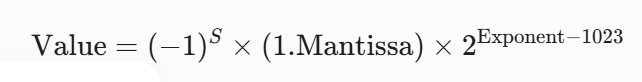 Value = (−1)^S × (1.Mantissa) × 2^Exponent−1023